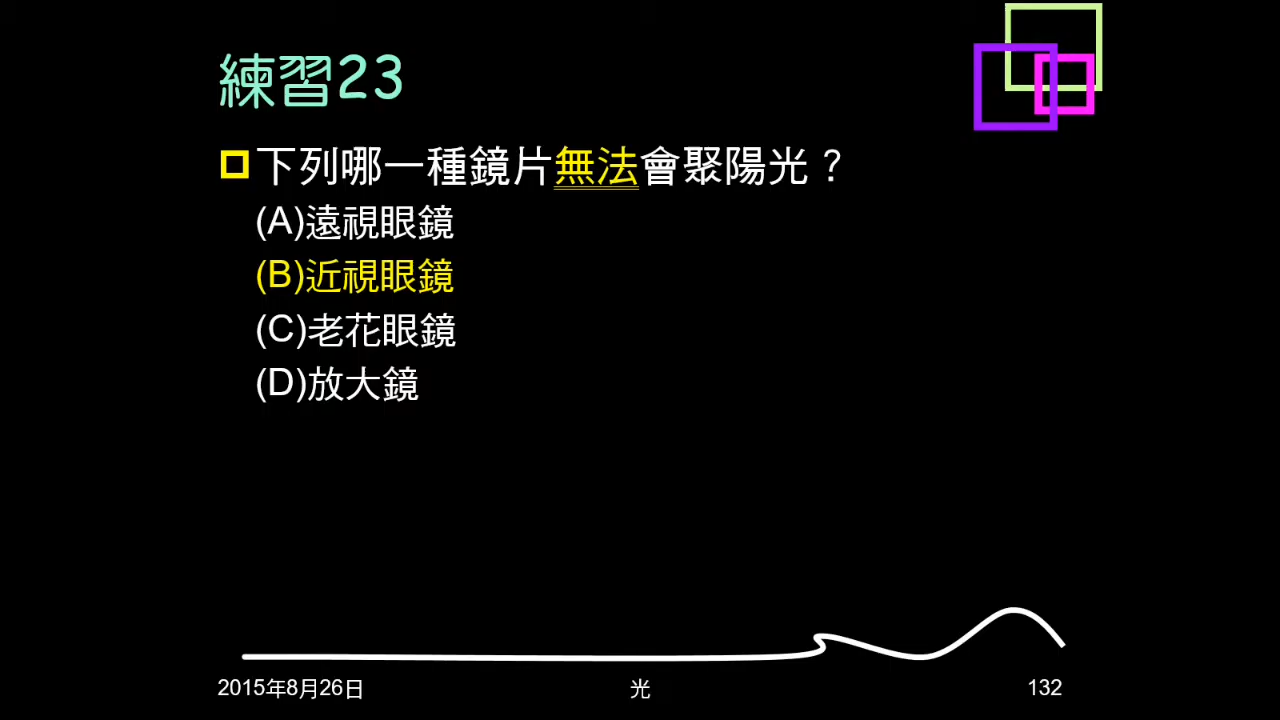 練習23
下列哪一種鏡片無法會聚陽光？
(A)遠視眼鏡
(B)近視眼鏡
(C)老花眼鏡
(D)放大鏡
2015年8月26日
光
132